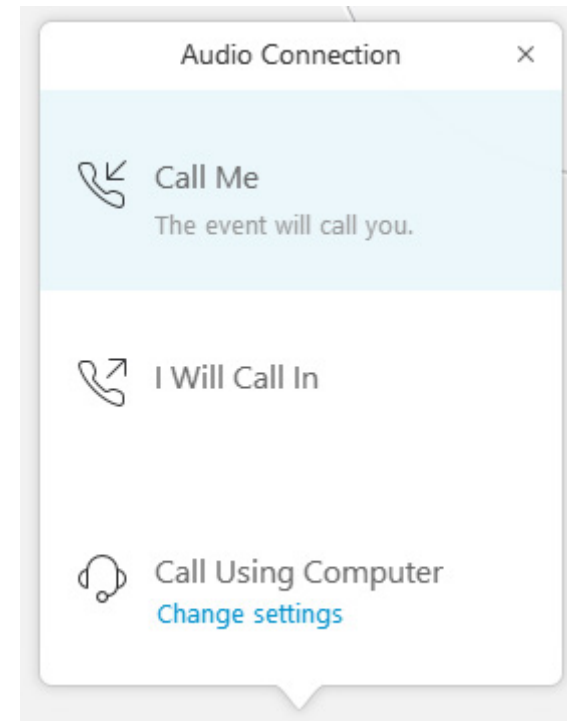 Audio Connection
Call Me
The event will call you.
I Will Call In
Call Using Computer
Change settings